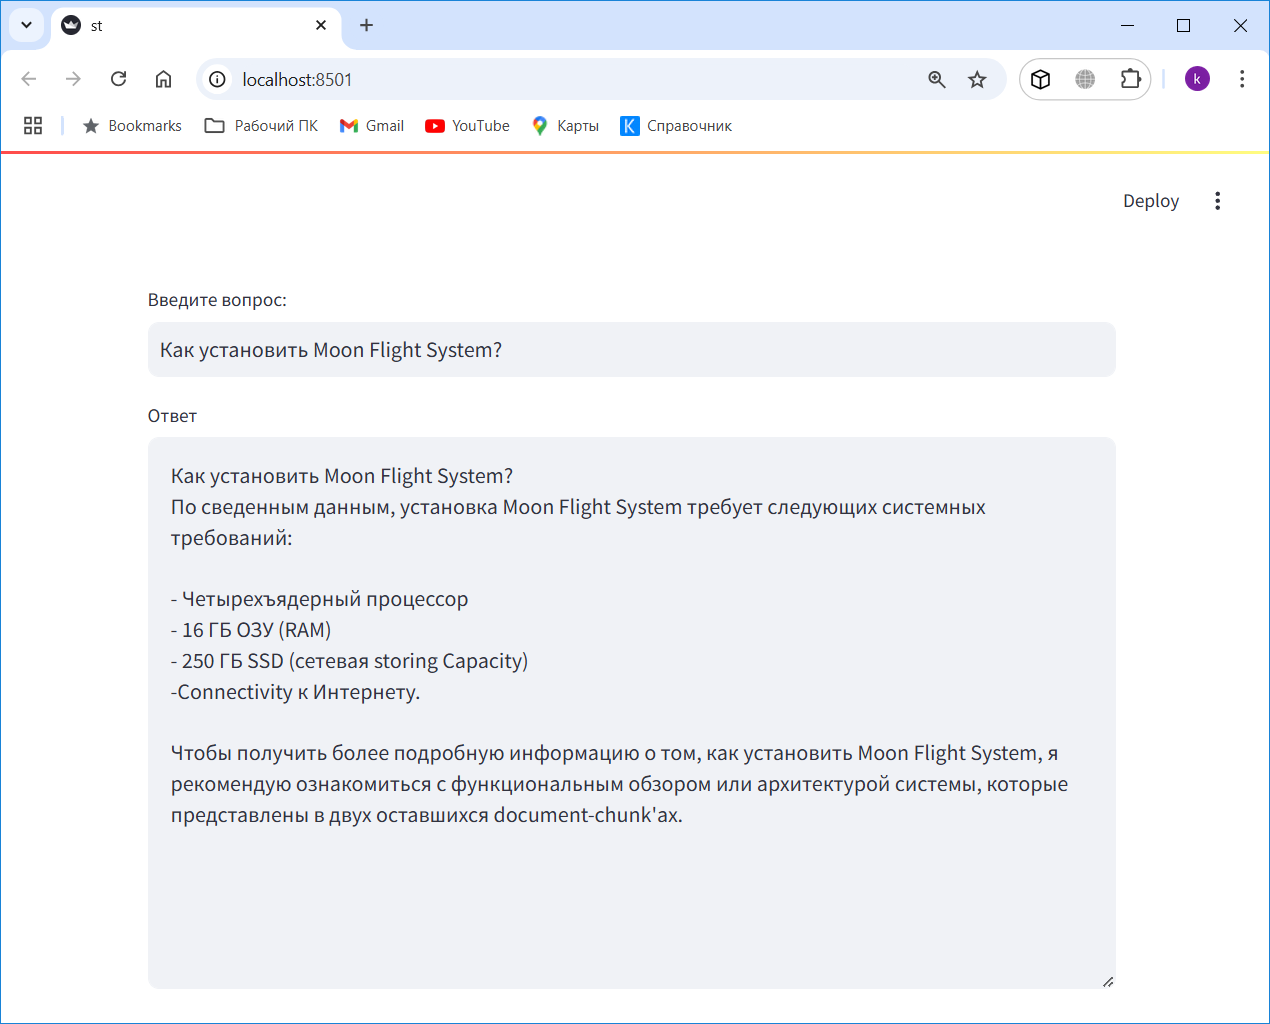 st
localhost:8501
k
Bookmarks
Рабочий ПК
Gmail
YouTube
Карты
K
Справочник
Deploy
Введите вопрос:
Как установить Moon Flight System?
Ответ
Как установить Moon Flight System?
По сведенным данным, установка Moon Flight System требует следующих системных
требований:
- Четырехъядерный процессор
- 16 ГБ ОЗУ (RAM)
- 250 ГБ SSD (сетевая storing Capacity)
-Connectivity к Интернету.
Чтобы получить более подробную информацию о том, как установить Moon Flight System, я
рекомендую ознакомиться с функциональным обзором или архитектурой системы, которые
представлены в двух оставшихся document-chunk'ах.